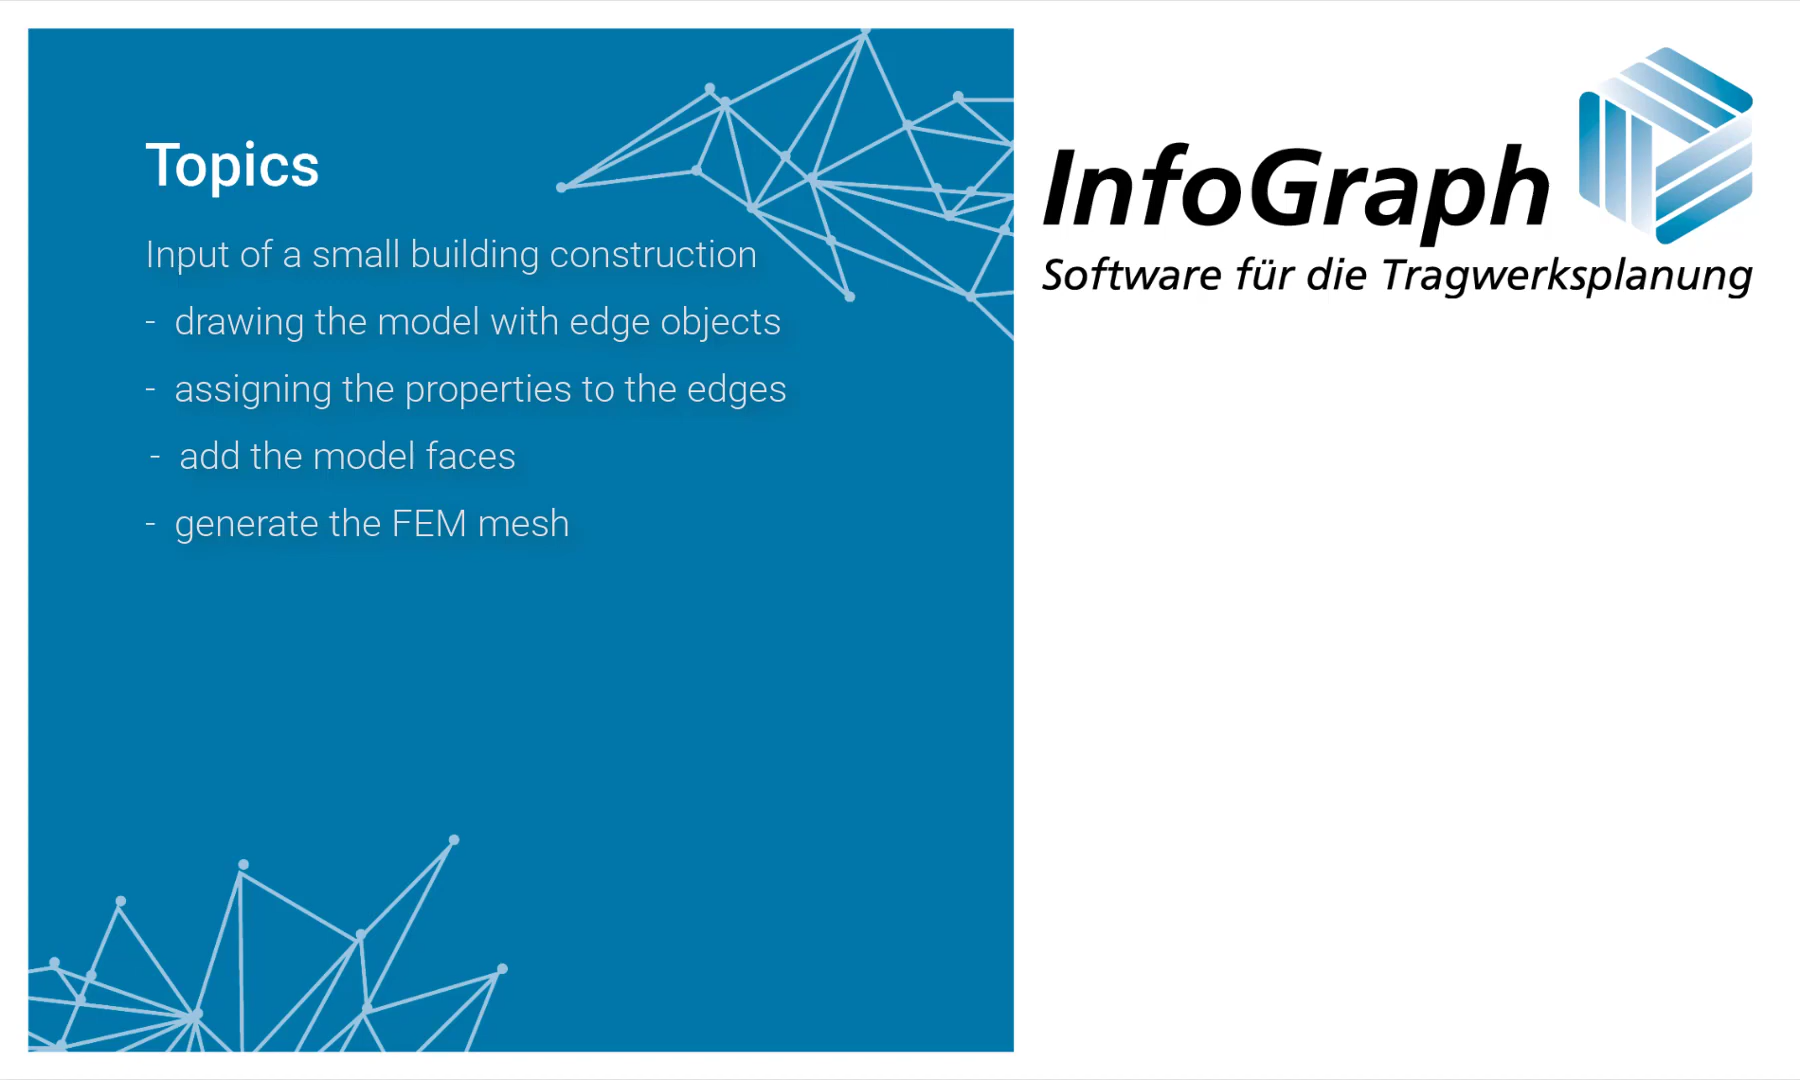 Topics
Input of a small building construction
- drawing the model with edge objects
- assigning the properties to the edges
- add the model faces
- generate the FEM mesh
InfoGraph
Software für die Tragwerksplanung